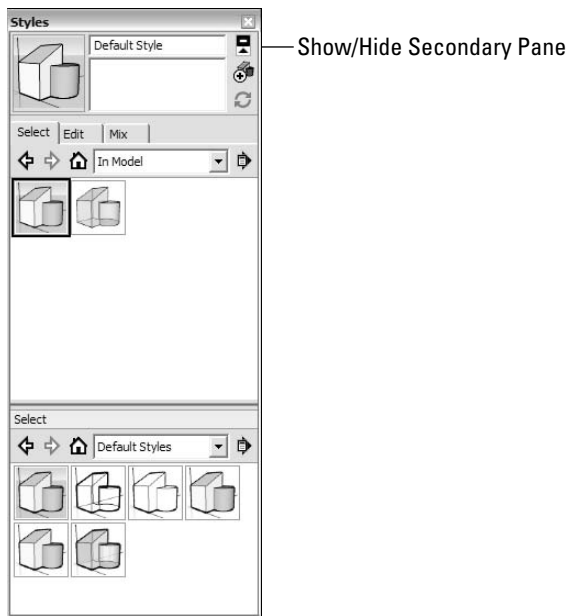 Styles
Default Style
Show/Hide Secondary Pane
Select Edit Mix
In Model
Select
Default Styles